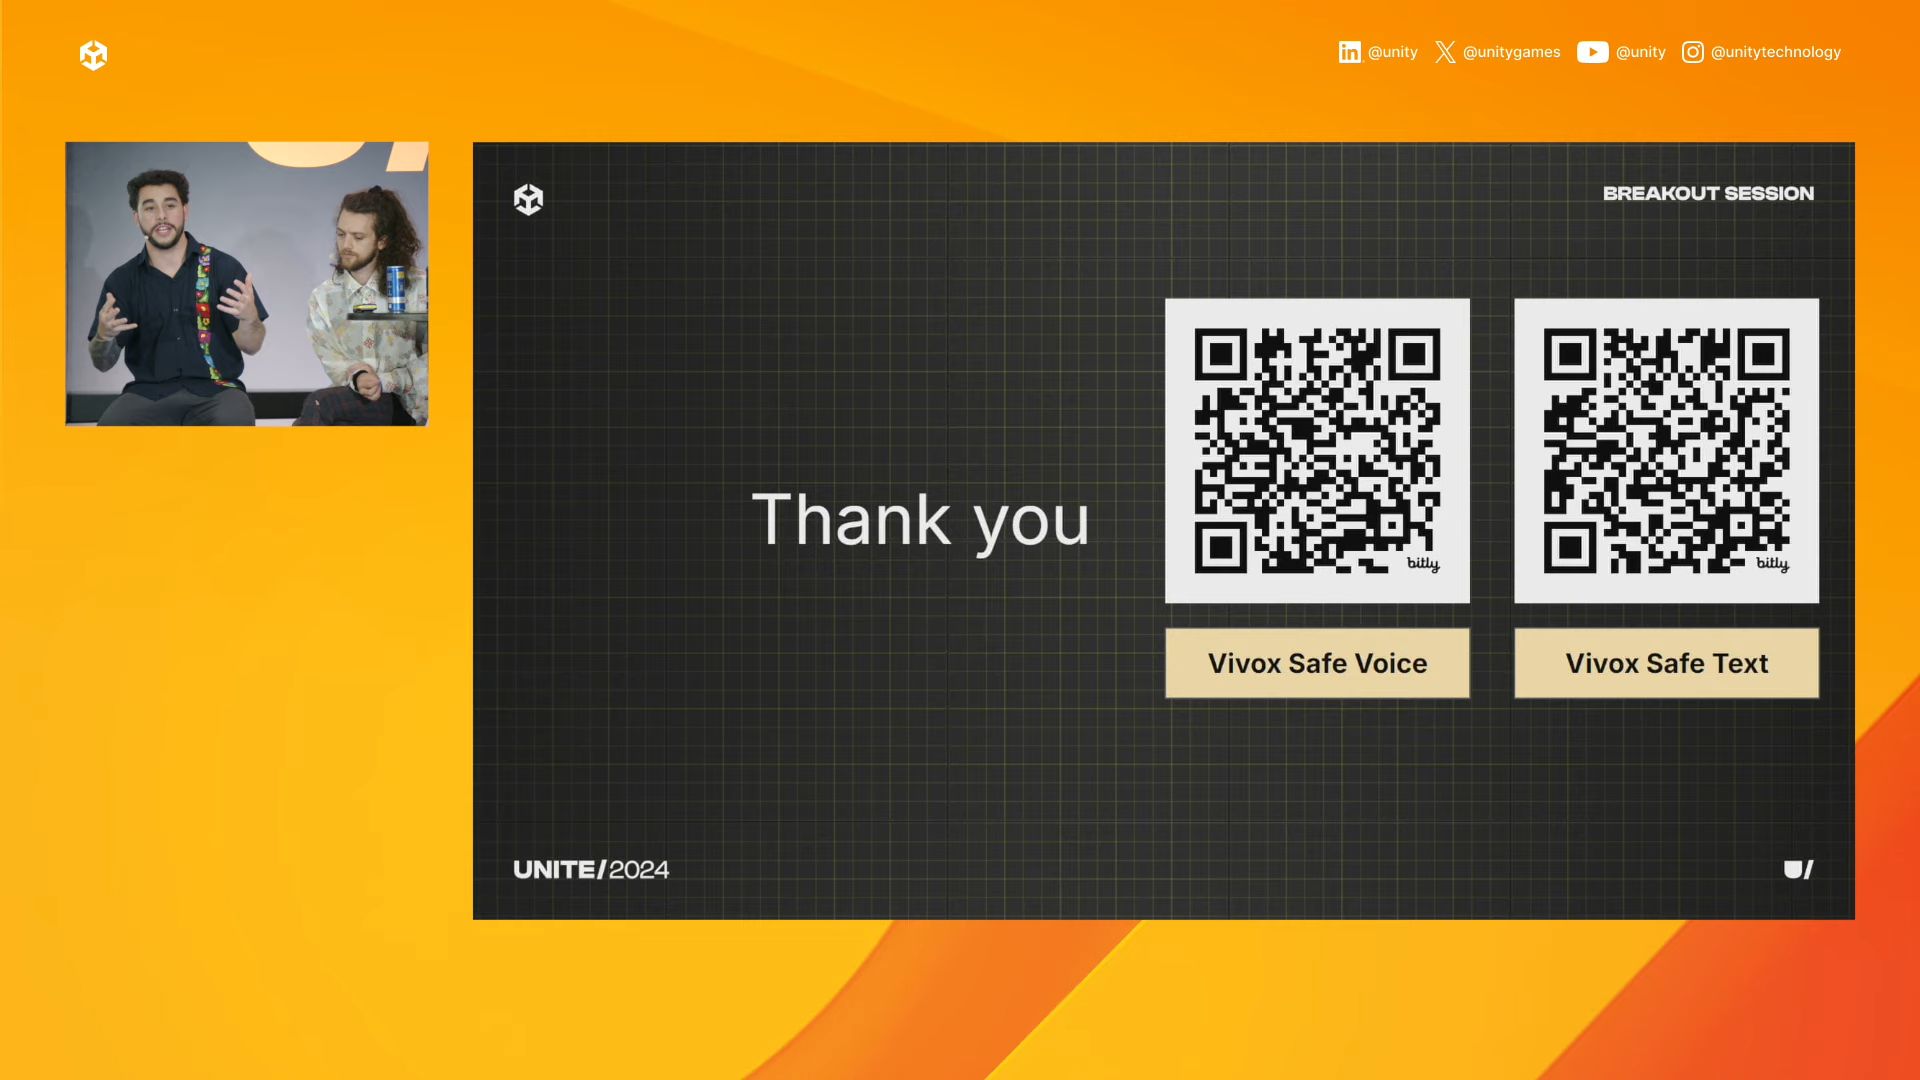 @unity
@unitygames
@unity
@unitytechnology
BREAKOUT SESSION
Thank you
bitly
bitly
Vivox Safe Voice
Vivox Safe Text
UNITE/2024
U/